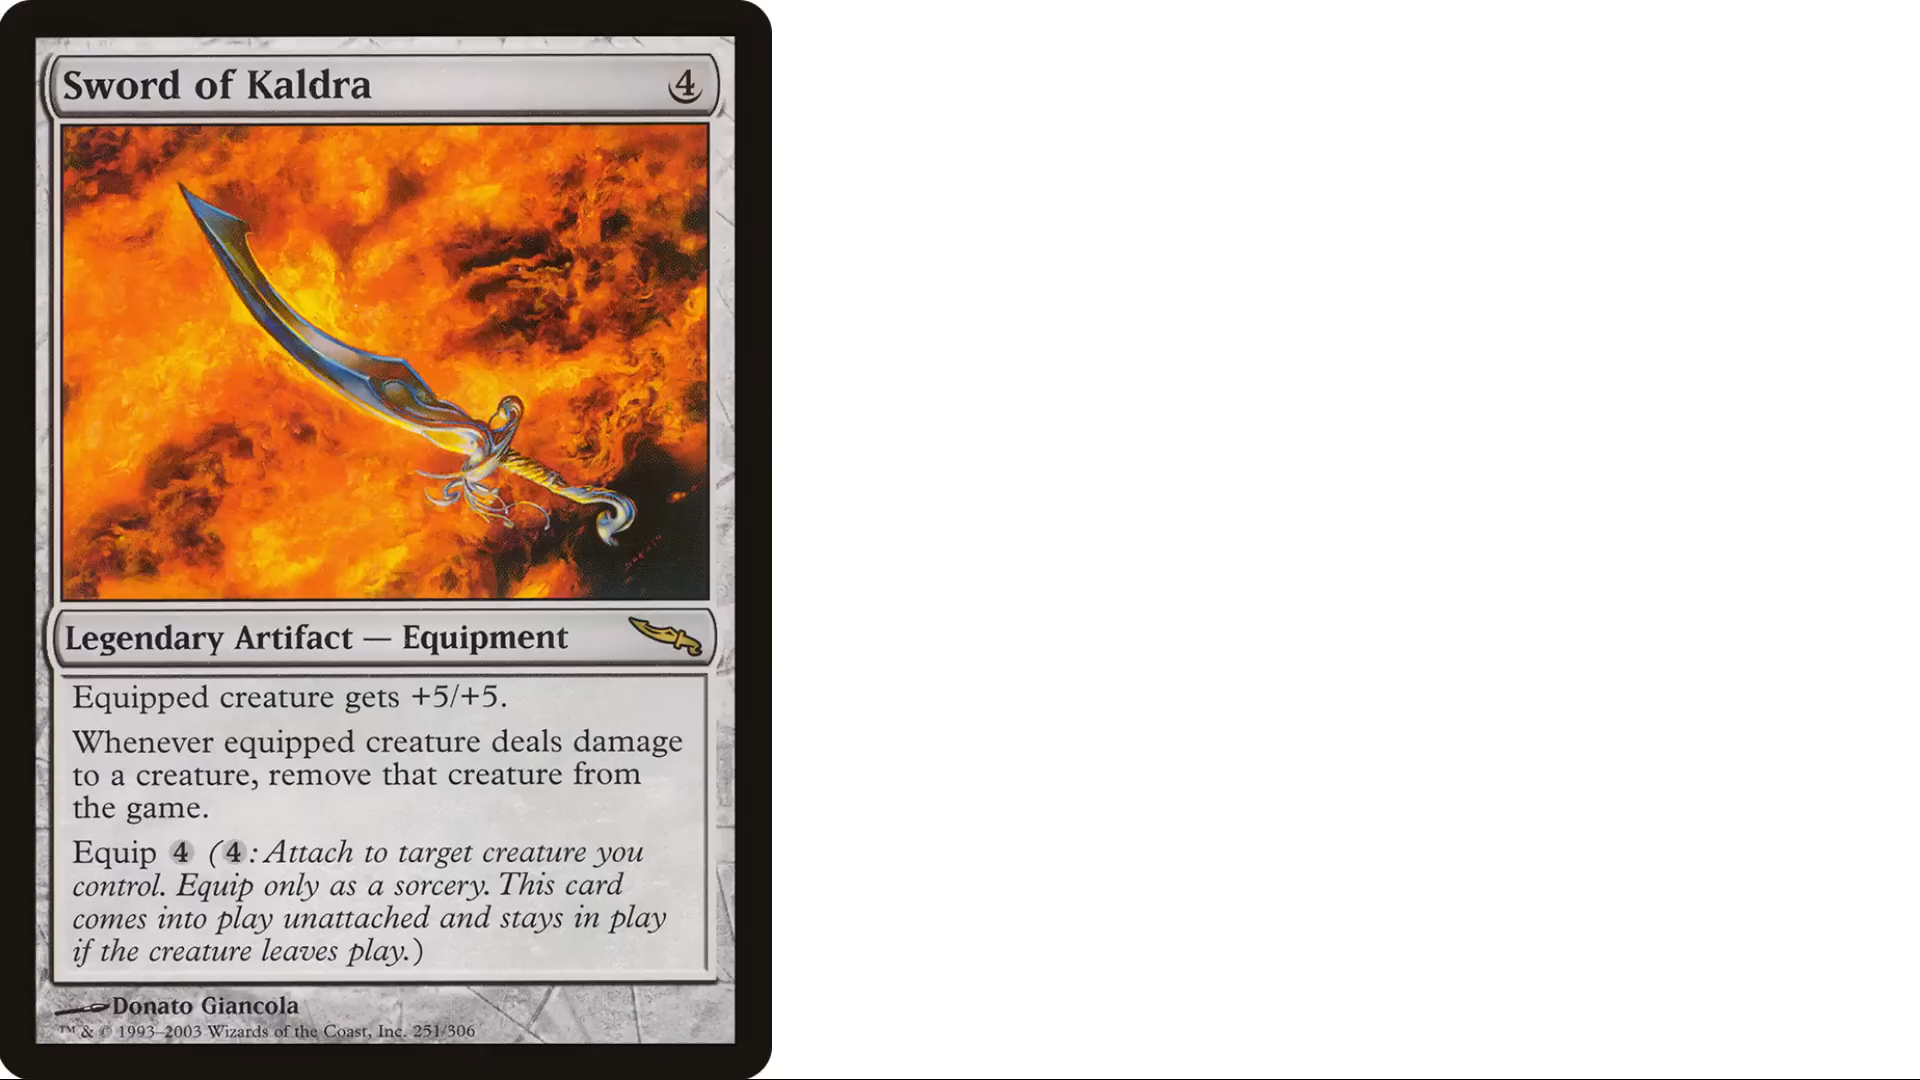 Sword of Kaldra 4
Legendary Artifact — Equipment
Equipped creature gets +5/+5.
Whenever equipped creature deals damage
to a creature, remove that creature from
the game.
Equip 4 (4: Attach to target creature you
control. Equip only as a sorcery. This card
comes into play unattached and stays in play
if the creature leaves play.)
Donato Giancola
™ & © 1993–2003 Wizards of the Coast, Inc. 251/306